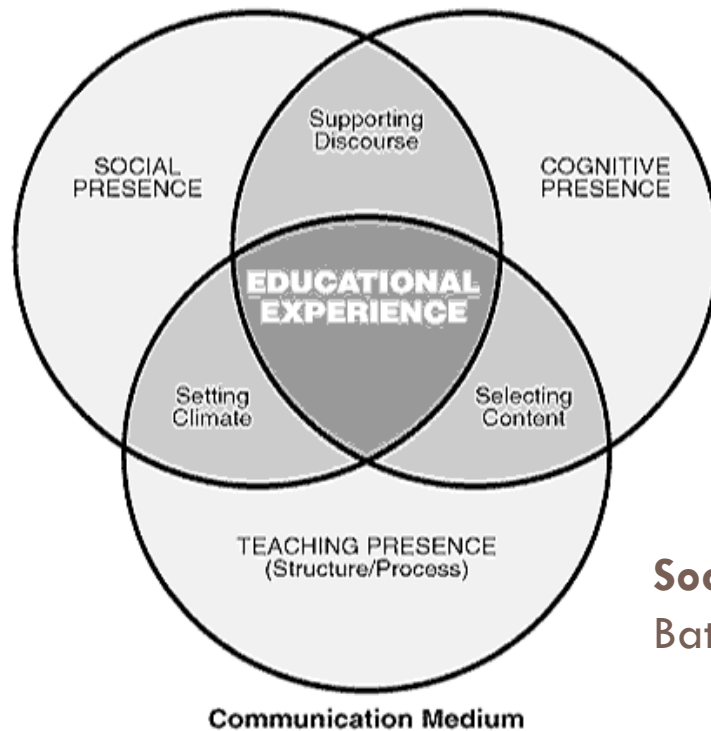 Supporting
Discourse
SOCIAL
PRESENCE
COGNITIVE
PRESENCE
EDUCATIONAL
EXPERIENCE
Setting
Climate
Selecting
Content
TEACHING PRESENCE
(Structure/Process)
Communication Medium